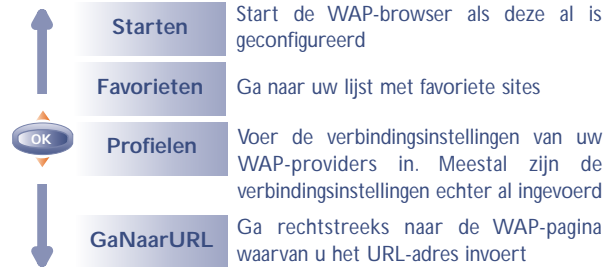 Starten
Start de WAP-browser als deze al is
geconfigureerd
Favorieten
Ga naar uw lijst met favoriete sites
OK
Profielen
Voer de verbindingsinstellingen van uw
WAP-providers in. Meestal zijn de
verbindingsinstellingen echter al ingevoerd
GaNaarURL
Ga rechtstreeks naar de WAP-pagina
waarvan u het URL-adres invoert